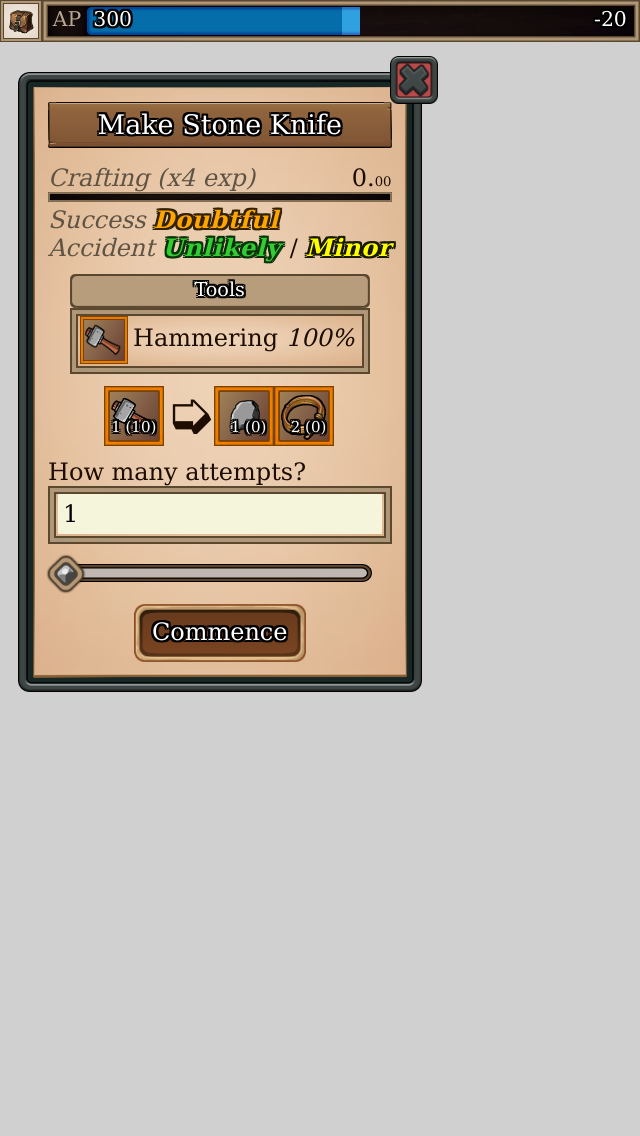 AP 300 -20
Make Stone Knife
Crafting (x4 exp) 0.00
Success Doubtful
Accident Unlikely / Minor
Tools
Hammering 100%
1 (10) 1 (0) 2 (0)
How many attempts?
1
Commence